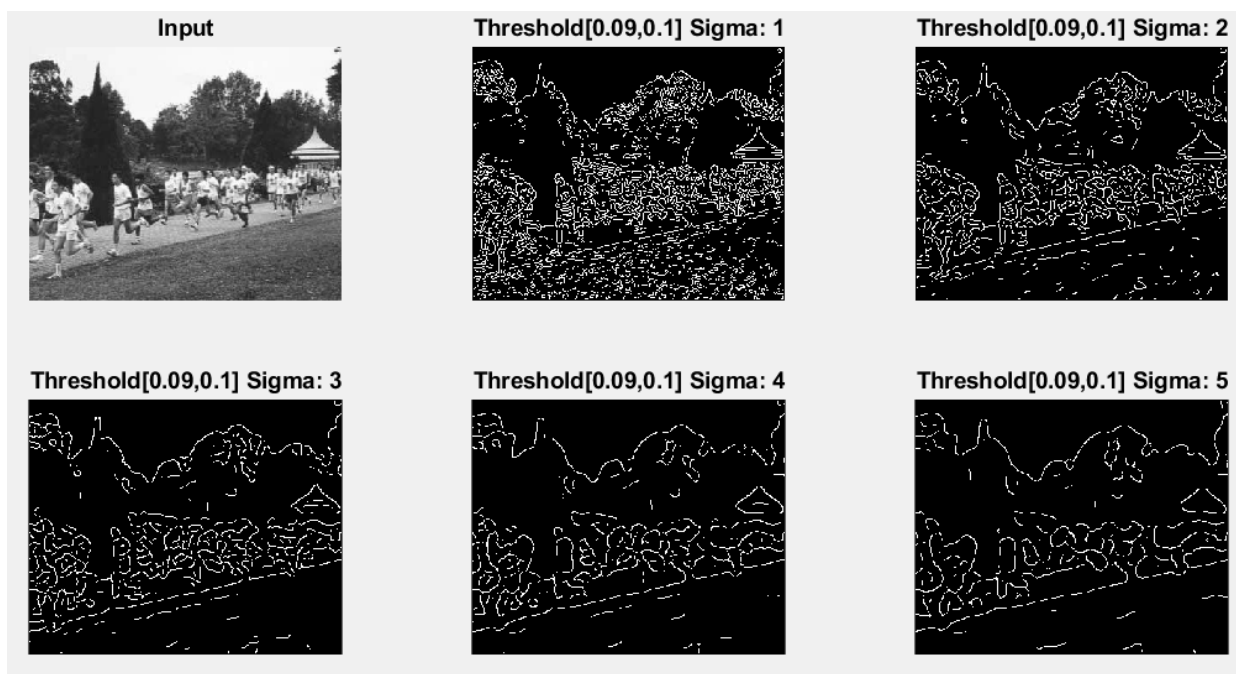 Input
Threshold[0.09,0.1] Sigma: 1
Threshold[0.09,0.1] Sigma: 2
Threshold[0.09,0.1] Sigma: 3
Threshold[0.09,0.1] Sigma: 4
Threshold[0.09,0.1] Sigma: 5